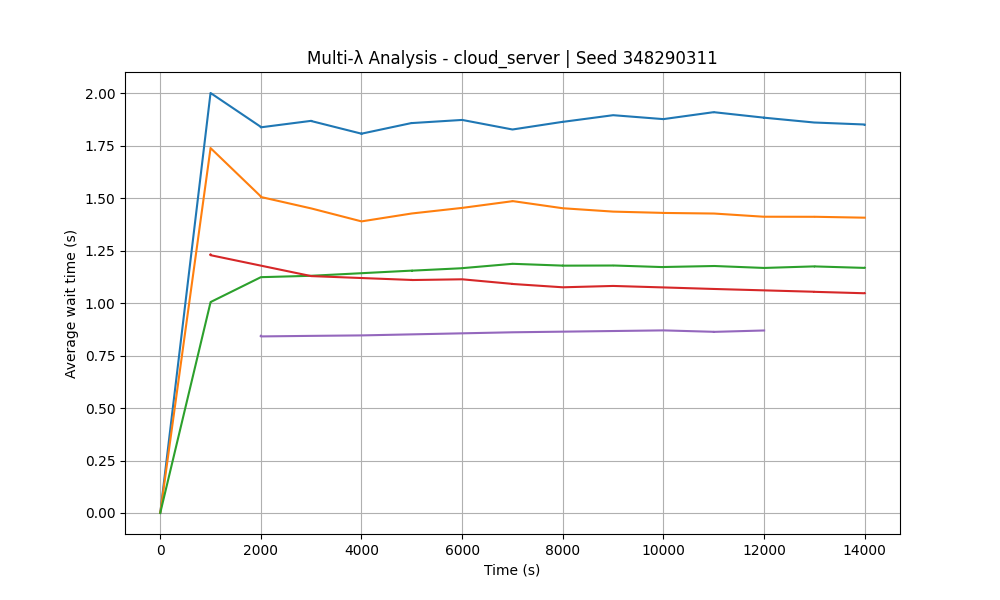 Multi-λ Analysis - cloud_server | Seed 348290311
Average wait time (s)
2.00
1.75
1.50
1.25
1.00
0.75
0.50
0.25
0.00
0 2000 4000 6000 8000 10000 12000 14000
Time (s)